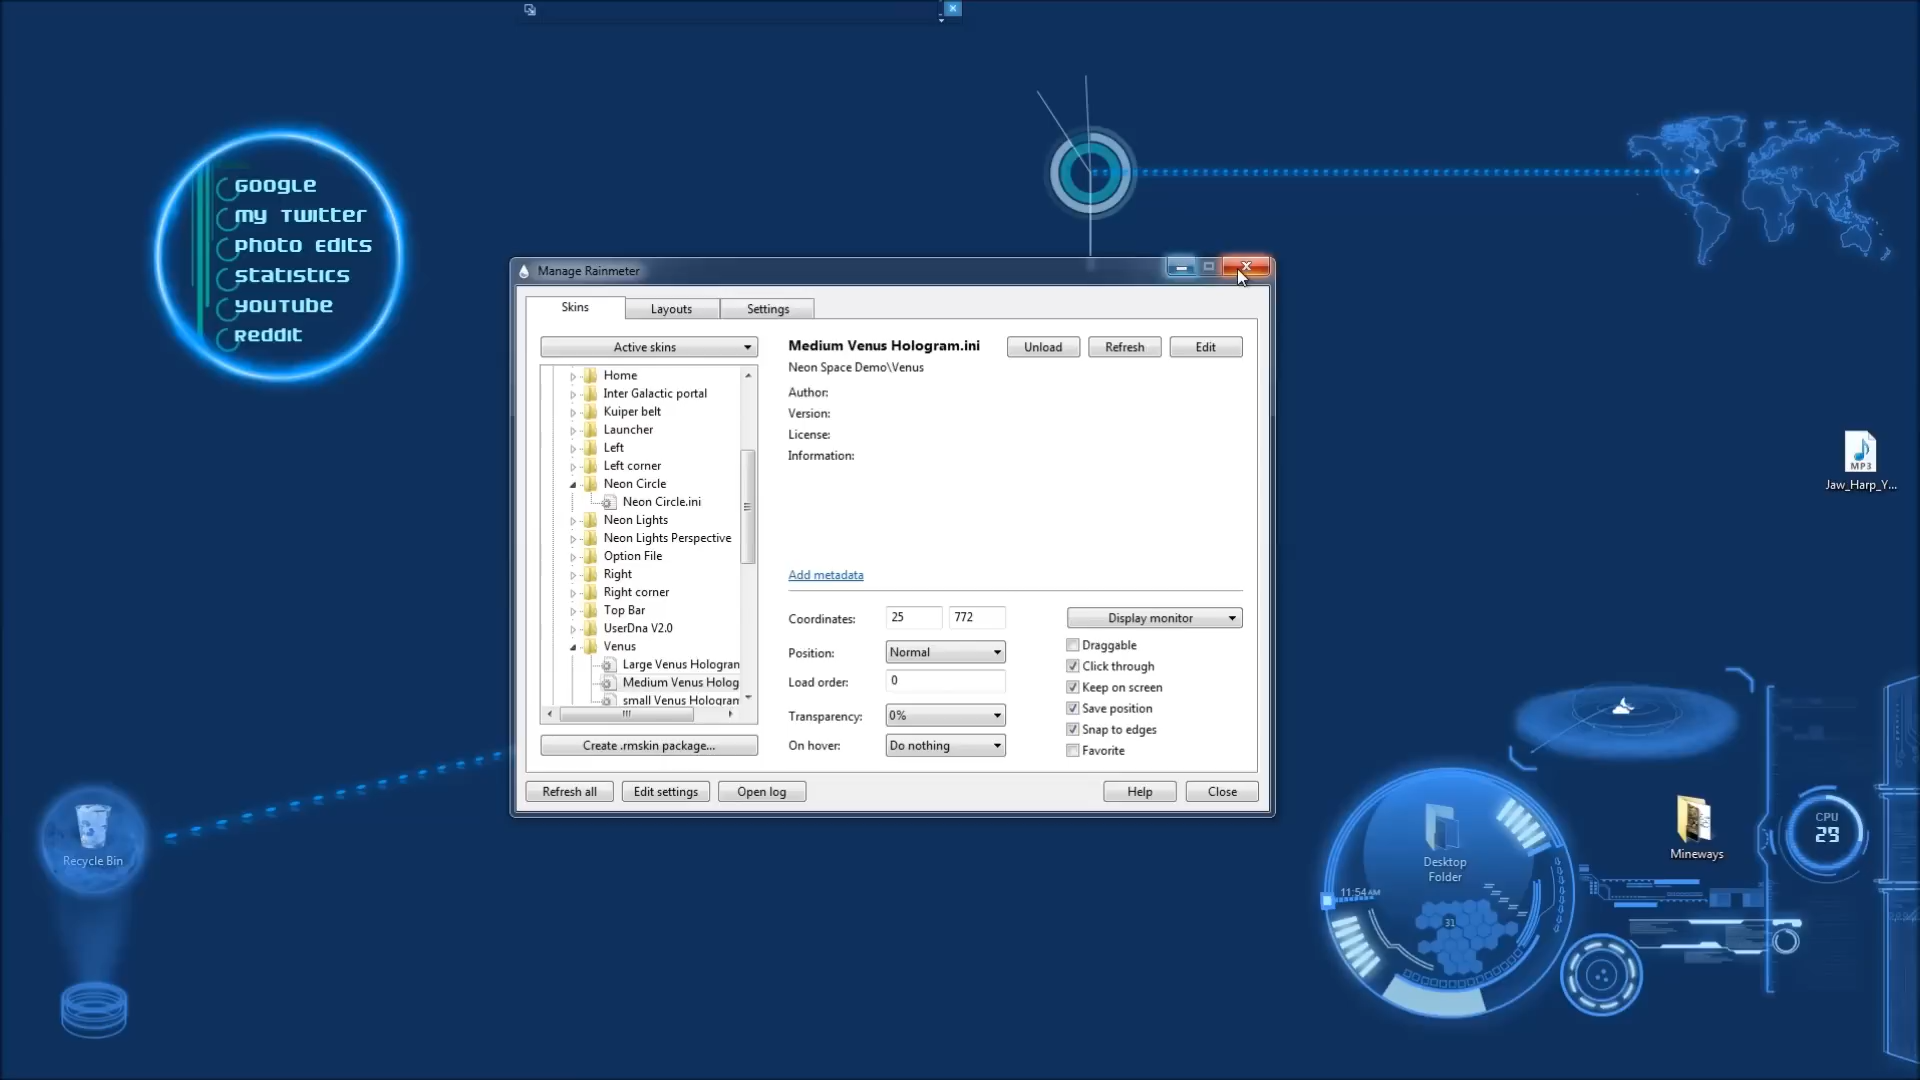 GOOGLE
MY TWITTER
PHOTO EDITS
STATISTICS
YOUTUBE
REDDIT
Manage Rainmeter
Skins
Layouts
Settings
Active skins
Home
Inter Galactic portal
Kuiper belt
Launcher
Left
Left corner
Neon Circle
Neon Circle.ini
Neon Lights
Neon Lights Perspective
Option File
Right
Right corner
Top Bar
UserDna V2.0
Venus
Large Venus Hologran
Medium Venus Holog
small Venus Hologran
Create .rmskin package...
Medium Venus Hologram.ini
Unload
Refresh
Edit
Neon Space Demo\Venus
Author:
Version:
License:
Information:
Add metadata
Coordinates:
25
772
Display monitor
Position:
Normal
Load order:
0
Transparency:
0%
On hover:
Do nothing
Draggable
Click through
Keep on screen
Save position
Snap to edges
Favorite
Refresh all
Edit settings
Open log
Help
Close
MP3
Jaw_Harp_Y...
Recycle Bin
Desktop
Folder
11:54AM
31
Mineways
CPU
29